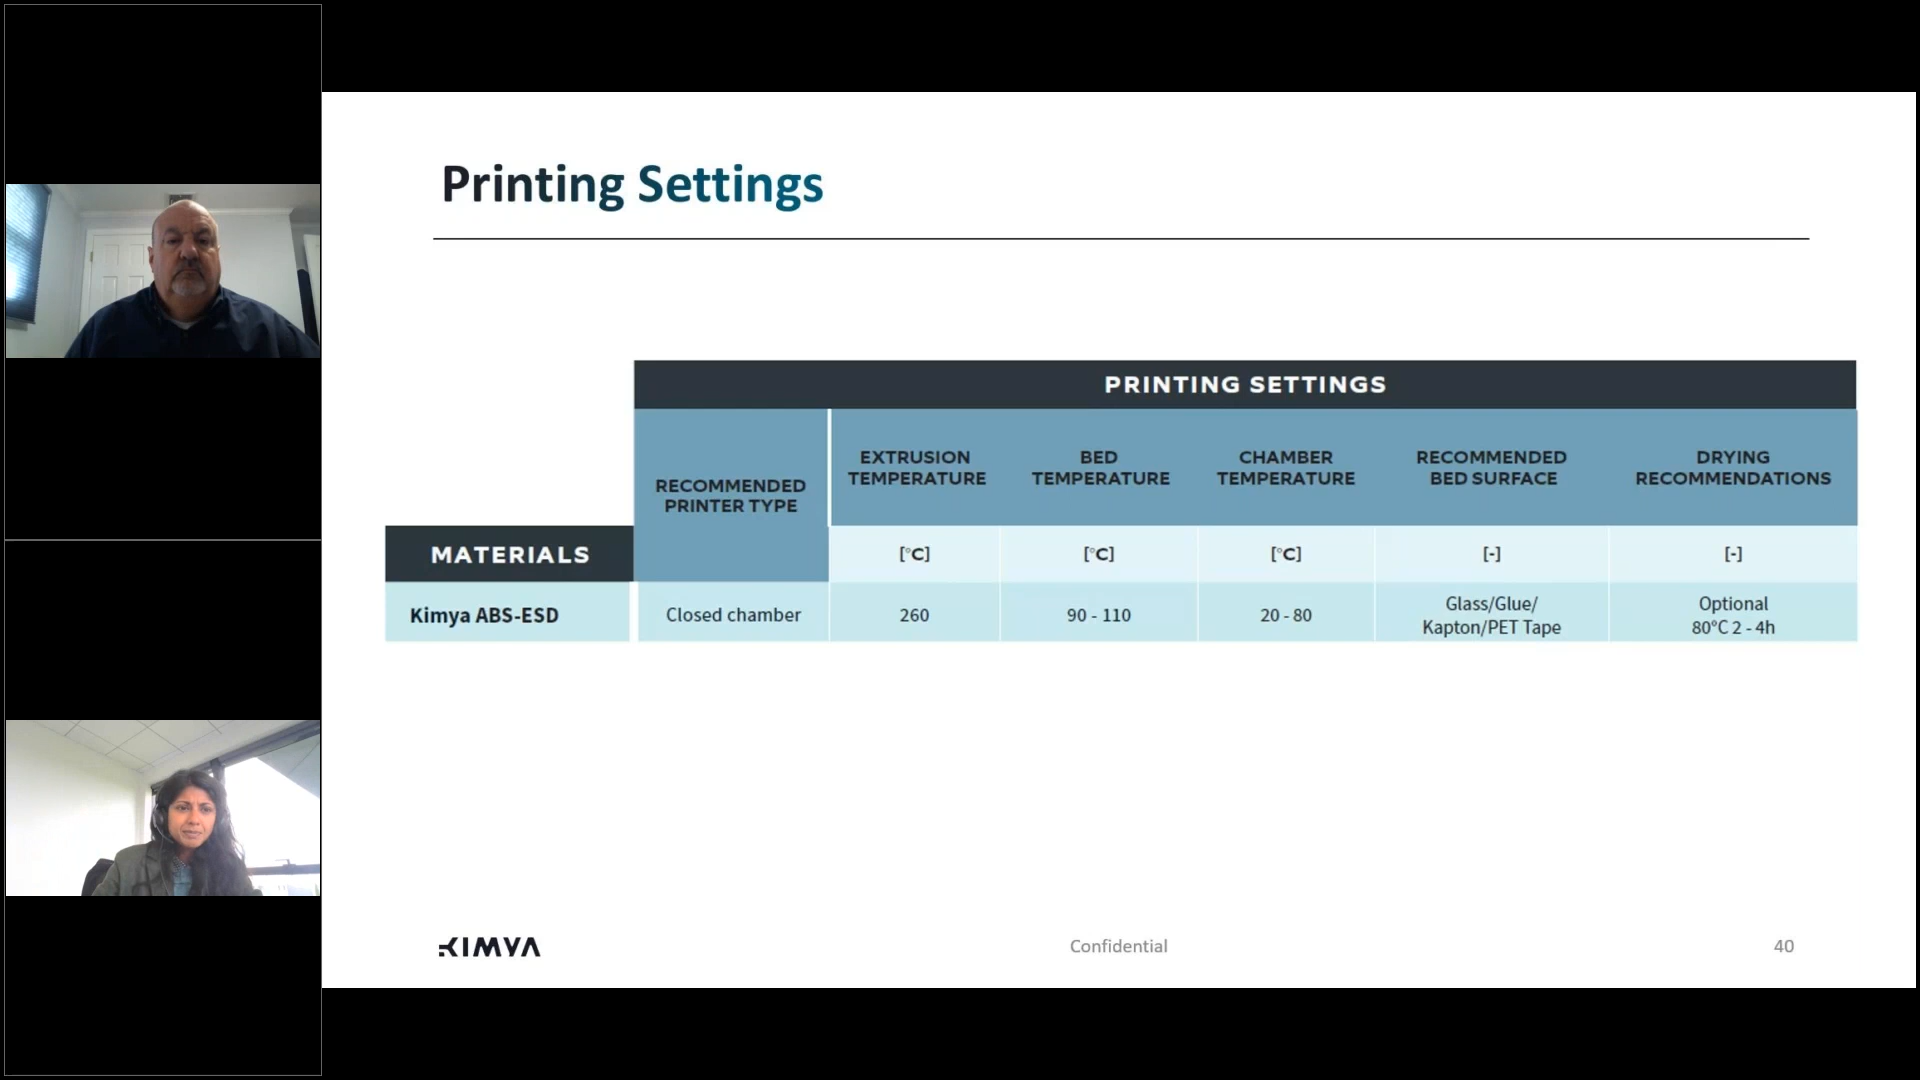 Printing Settings
PRINTING SETTINGS
RECOMMENDED
PRINTER TYPE
EXTRUSION
TEMPERATURE
BED
TEMPERATURE
CHAMBER
TEMPERATURE
RECOMMENDED
BED SURFACE
DRYING
RECOMMENDATIONS
MATERIALS
[°C]
[°C]
[°C]
[-]
[-]
Kimya ABS-ESD
Closed chamber
260
90 - 110
20 - 80
Glass/Glue/
Kapton/PET Tape
Optional
80°C 2 - 4h
KIMYA
Confidential
40